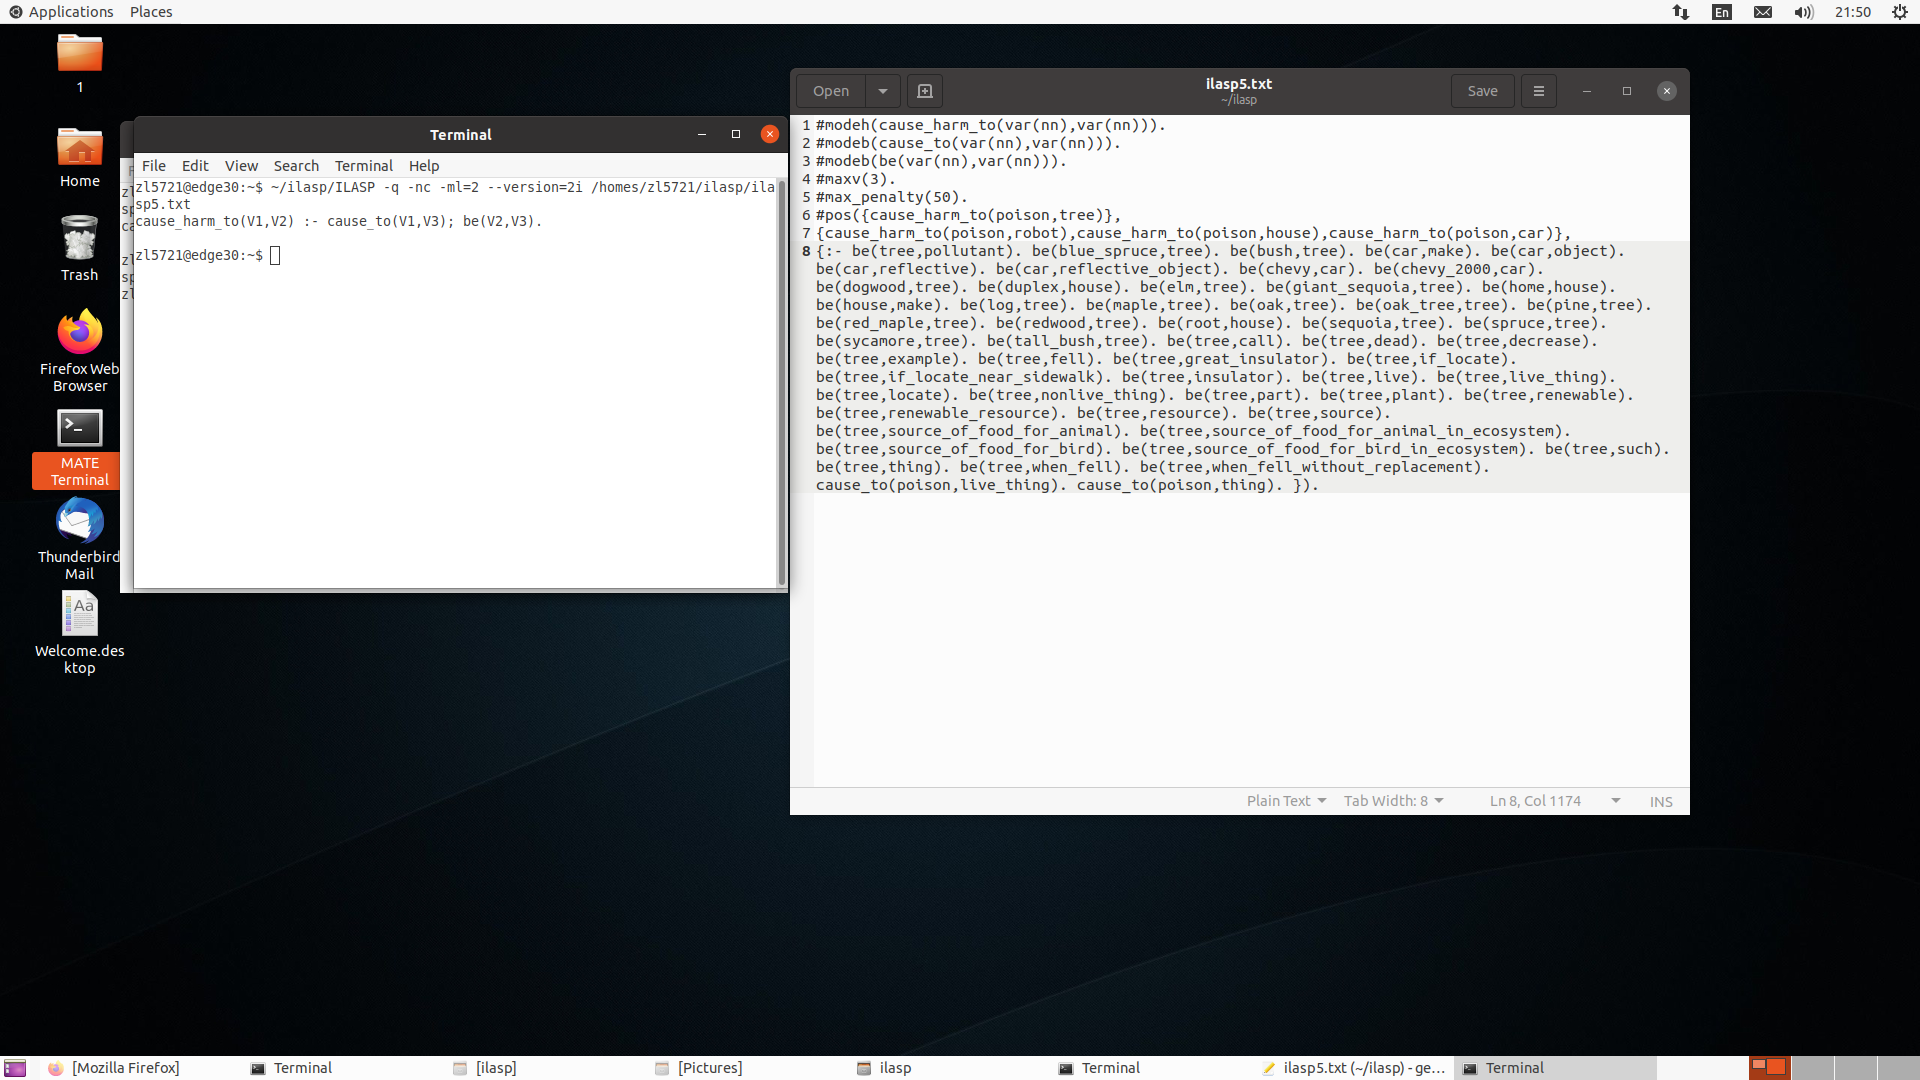 Applications Places
En 21:50
1
Home
Trash
Firefox Web
Browser
MATE
Terminal
Thunderbird
Mail
Welcome.des
ktop
Terminal
File Edit View Search Terminal Help
zl5721@edge30:~$ ~/ilasp/ILASP -q -nc -ml=2 --version=2i /homes/zl5721/ilasp/ila
sp5.txt
cause_harm_to(V1,V2) :- cause_to(V1,V3); be(V2,V3).
zl5721@edge30:~$
Open
ilasp5.txt
~/ilasp
Save
1 #modeh(cause_harm_to(var(nn),var(nn))).
2 #modeb(cause_to(var(nn),var(nn))).
3 #modeb(be(var(nn),var(nn))).
4 #maxv(3).
5 #max_penalty(50).
6 #pos({cause_harm_to(poison,tree)},
7 {cause_harm_to(poison,robot),cause_harm_to(poison,house),cause_harm_to(poison,car)},
8 {:- be(tree,pollutant). be(blue_spruce,tree). be(bush,tree). be(car,make). be(car,object).
be(car,reflective). be(car,reflective_object). be(chevy,car). be(chevy_2000,car).
be(dogwood,tree). be(duplex,house). be(elm,tree). be(giant_sequoia,tree). be(home,house).
be(house,make). be(log,tree). be(maple,tree). be(oak,tree). be(oak_tree,tree). be(pine,tree).
be(red_maple,tree). be(redwood,tree). be(root,house). be(sequoia,tree). be(spruce,tree).
be(sycamore,tree). be(tall_bush,tree). be(tree,call). be(tree,dead). be(tree,decrease).
be(tree,example). be(tree,fell). be(tree,great_insulator). be(tree,if_locate).
be(tree,if_locate_near_sidewalk). be(tree,insulator). be(tree,live). be(tree,live_thing).
be(tree,locate). be(tree,nonlive_thing). be(tree,part). be(tree,plant). be(tree,renewable).
be(tree,renewable_resource). be(tree,resource). be(tree,source).
be(tree,source_of_food_for_animal). be(tree,source_of_food_for_animal_in_ecosystem).
be(tree,source_of_food_for_bird). be(tree,source_of_food_for_bird_in_ecosystem). be(tree,such).
be(tree,thing). be(tree,when_fell). be(tree,when_fell_without_replacement).
cause_to(poison,live_thing). cause_to(poison,thing). }).
Plain Text Tab Width: 8 Ln 8, Col 1174 INS
[Mozilla Firefox] Terminal [ilasp] [Pictures] ilasp Terminal ilasp5.txt (~/ilasp) - ge... Terminal